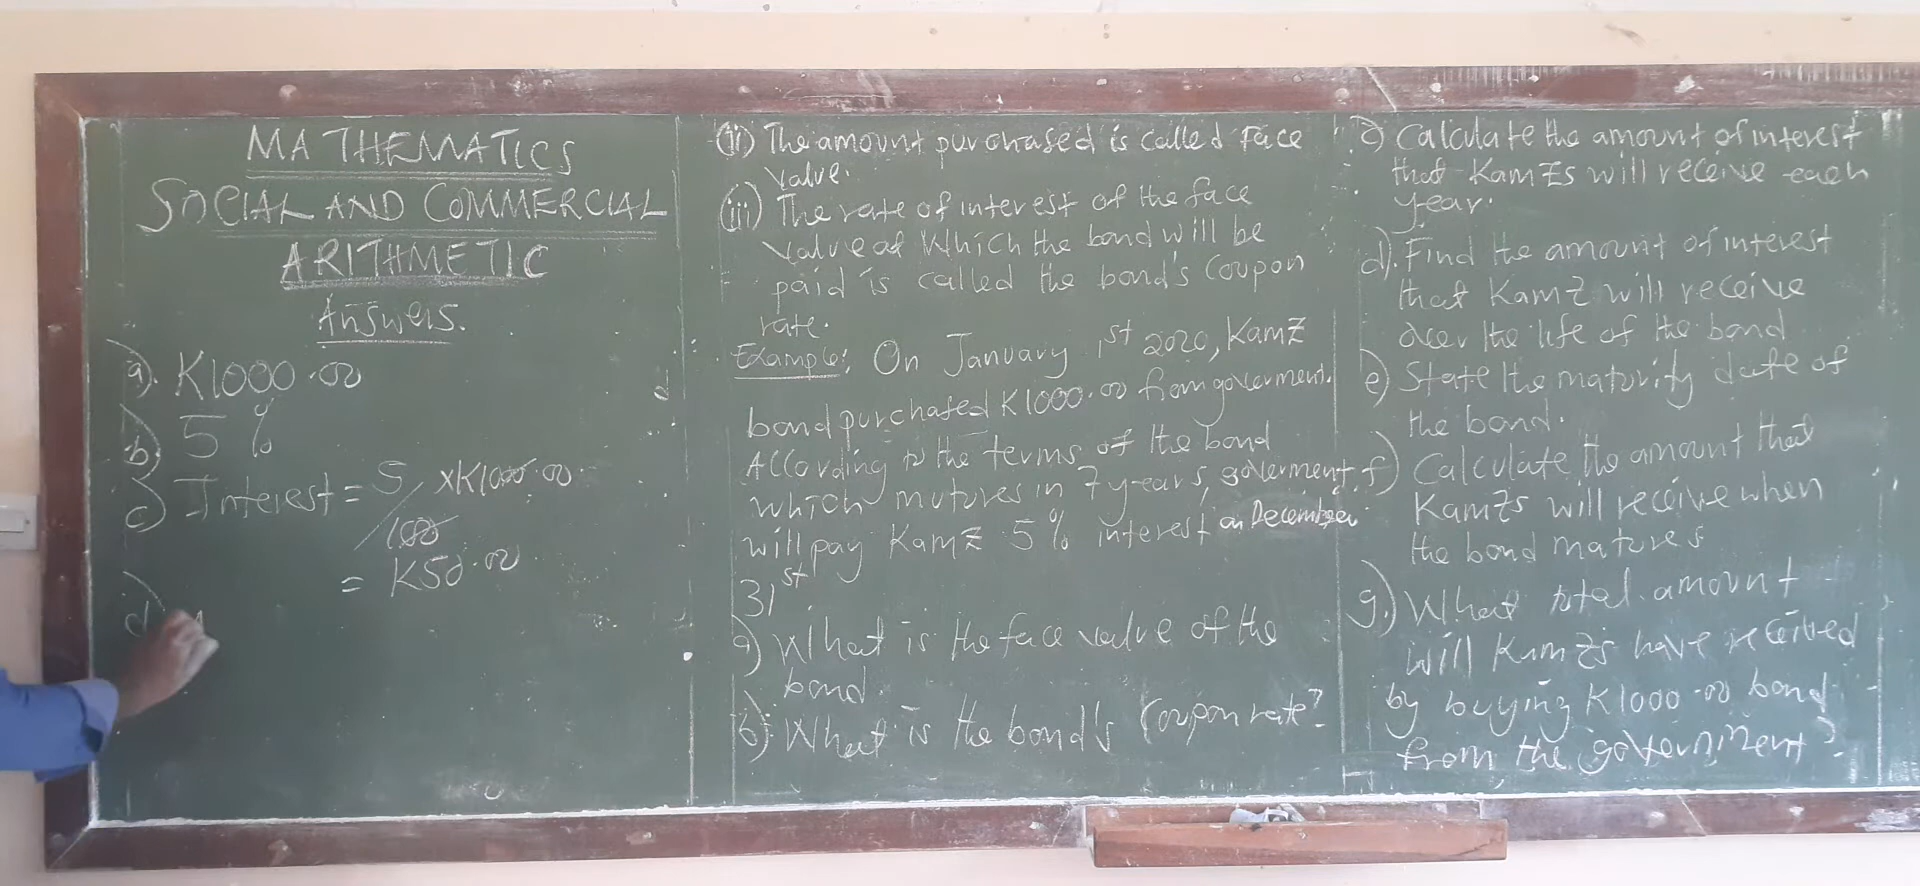 MATHEMATICS
SOCIAL AND COMMERCIAL
ARITHMETIC
Answers.
a). K1000.00
b) 5%
c) Interest = 5/100 x K1000.00
= K50.00
d)
(ii) The amount purchased is called Face
Value.
(iii) The rate of interest of the face
Value at Which the bond will be
paid is called the bond's Coupon
rate.
Example: On January 1st 2020, Kamz
bond purchased K1000.00 from goverment.
According to the terms of the bond
which mutures in 7 years, goverment
will pay Kamz 5% interest on December
31st
a) What is the face value of the
bond.
b) What is the bond's Coupon rate?
c) Calculate the amount of interest
that Kamzs will receive each
year.
d). Find the amount of interest
that Kamz will receive
over the life of the bond
e) State the maturity date of
the bond.
f) Calculate the amount that
Kamzs will receive when
the bond matures
g.) What total amount
will Kamzs have received
by buying K1000.00 bond
from the government?